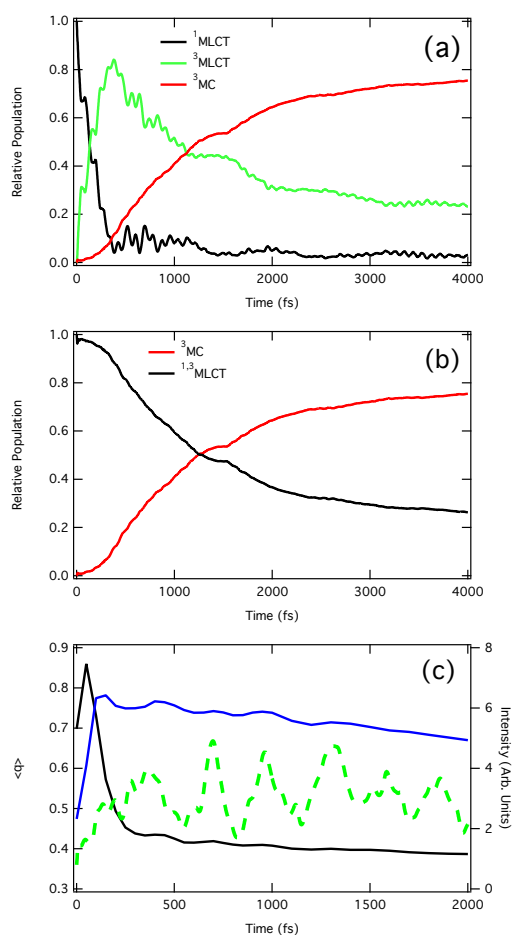 (a)
1MLCT
3MLCT
3MC
Relative Population
1.0
0.8
0.6
0.4
0.2
0.0
0 1000 2000 3000 4000
Time (fs)
(b)
3MC
1,3MLCT
Relative Population
1.0
0.8
0.6
0.4
0.2
0.0
0 1000 2000 3000 4000
Time (fs)
(c)
<q>
0.9
0.8
0.7
0.6
0.5
0.4
0.3
8
6
4
2
0
Intensity (Arb. Units)
0 500 1000 1500 2000
Time (fs)